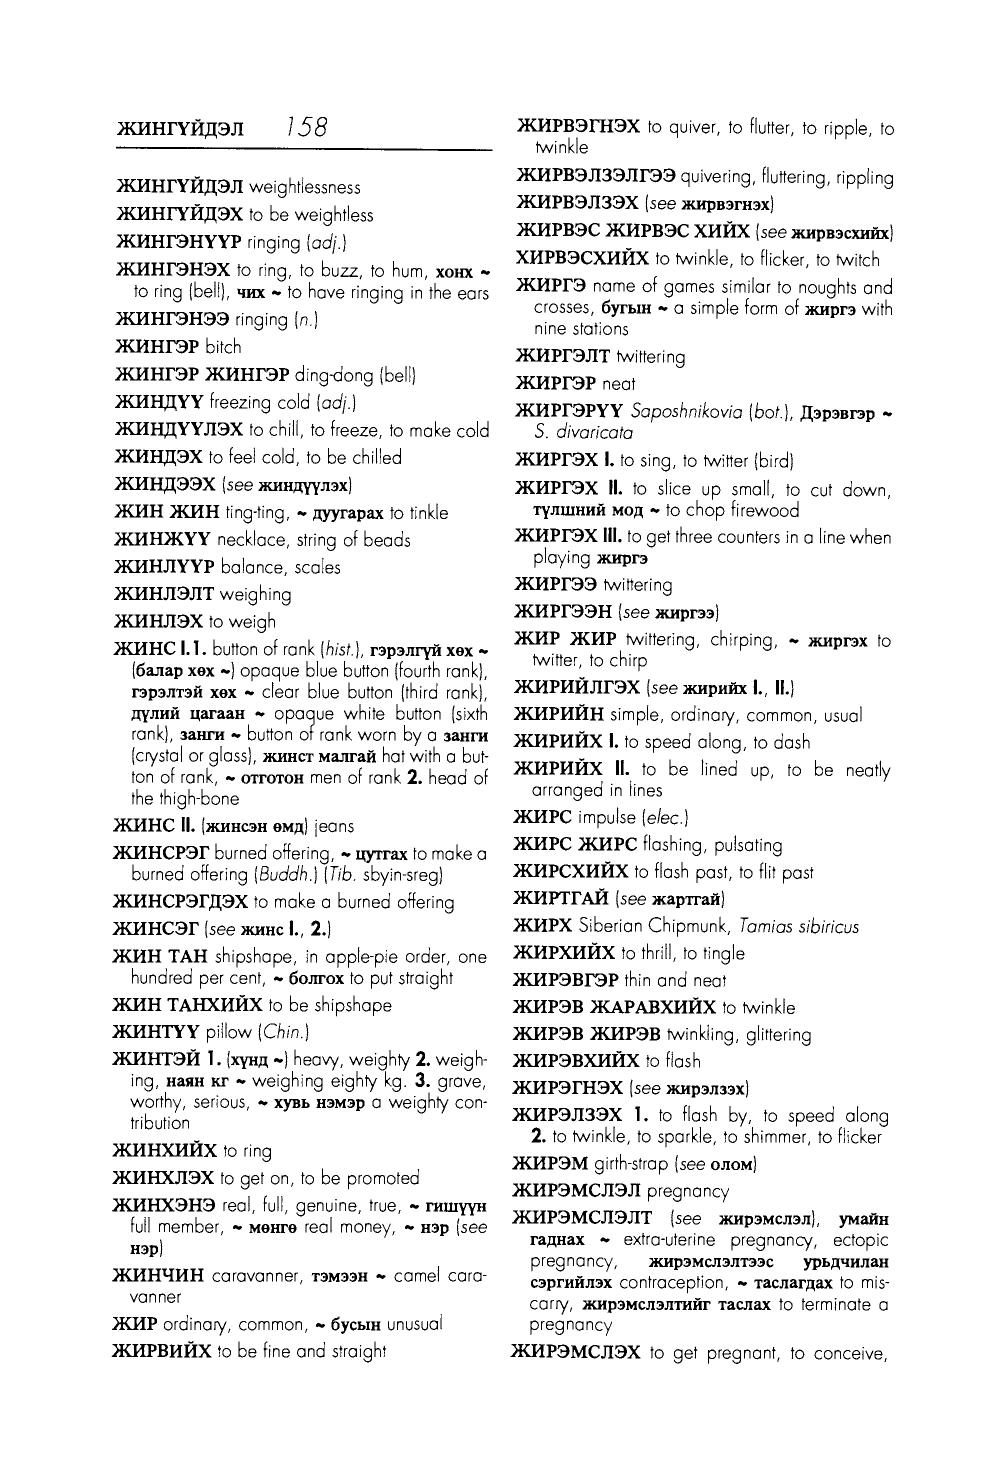 ЖИНГҮЙДЭЛ 158
ЖИНГҮЙДЭЛ weightlessness
ЖИНГҮЙДЭХ to be weightless
ЖИНГЭНҮҮР ringing (adj.)
ЖИНГЭНЭХ to ring, to buzz, to hum, хонх ~
to ring (bell), чих ~ to have ringing in the ears
ЖИНГЭНЭЭ ringing (n.)
ЖИНГЭР bitch
ЖИНГЭР ЖИНГЭР ding-dong (bell)
ЖИНДҮҮ freezing cold (adj.)
ЖИНДҮҮЛЭХ to chill, to freeze, to make cold
ЖИНДЭХ to feel cold, to be chilled
ЖИНДЭЭХ (see жиндүүлэх)
ЖИН ЖИН ting-ting, ~ дуугарах to tinkle
ЖИНЖҮҮ necklace, string of beads
ЖИНЛҮҮР balance, scales
ЖИНЛЭЛТ weighing
ЖИНЛЭХ to weigh
ЖИНС I.1. button of rank (hist.), гэрэлгүй хөх ~
(балар хөх ~) opaque blue button (fourth rank),
гэрэлтэй хөх ~ clear blue button (third rank),
дүлий цагаан ~ opaque white button (sixth
rank), занги ~ button of rank worn by a занги
(crystal or glass), жинст малгай hat with a but-
ton of rank, ~ отготон men of rank 2. head of
the thigh-bone
ЖИНС II. (жинсэн өмд) jeans
ЖИНСРЭГ burned offering, ~ цутгах to make a
burned offering (Buddh.) (Tib. sbyin-sreg)
ЖИНСРЭГДЭХ to make a burned offering
ЖИНСЭГ (see жинс I., 2.)
ЖИН ТАН shipshape, in apple-pie order, one
hundred per cent, ~ болгох to put straight
ЖИН ТАНХИЙХ to be shipshape
ЖИНТҮҮ pillow (Chin.)
ЖИНТЭЙ 1. (хүнд ~) heavy, weighty 2. weigh-
ing, наян кг ~ weighing eighty kg. 3. grave,
worthy, serious, ~ хувь нэмэр a weighty con-
tribution
ЖИНХИЙХ to ring
ЖИНХЛЭХ to get on, to be promoted
ЖИНХЭНЭ real, full, genuine, true, ~ гишүүн
full member, ~ мөнгө real money, ~ нэр (see
нэр)
ЖИНЧИН caravanner, тэмээн ~ camel cara-
vanner
ЖИР ordinary, common, ~ бусын unusual
ЖИРВИЙХ to be fine and straight
ЖИРВЭГНЭХ to quiver, to flutter, to ripple, to
twinkle
ЖИРВЭЛЗЭЛГЭЭ quivering, fluttering, rippling
ЖИРВЭЛЗЭХ (see жирвэгнэх)
ЖИРВЭС ЖИРВЭС ХИЙХ (see жирвэсхийх)
ХИРВЭСХИЙХ to twinkle, to flicker, to twitch
ЖИРГЭ name of games similar to noughts and
crosses, бугын ~ a simple form of жиргэ with
nine stations
ЖИРГЭЛТ twittering
ЖИРГЭР neat
ЖИРГЭРҮҮ Saposhnikovia (bot.), Дэрэвгэр ~
S. divaricata
ЖИРГЭХ I. to sing, to twitter (bird)
ЖИРГЭХ II. to slice up small, to cut down,
түлшний мод ~ to chop firewood
ЖИРГЭХ III. to get three counters in a line when
playing жиргэ
ЖИРГЭЭ twittering
ЖИРГЭЭН (see жиргээ)
ЖИР ЖИР twittering, chirping, ~ жиргэх to
twitter, to chirp
ЖИРИЙЛГЭХ (see жирийх I., II.)
ЖИРИЙН simple, ordinary, common, usual
ЖИРИЙХ I. to speed along, to dash
ЖИРИЙХ II. to be lined up, to be neatly
arranged in lines
ЖИРС impulse (elec.)
ЖИРС ЖИРС flashing, pulsating
ЖИРСХИЙХ to flash past, to flit past
ЖИРТГАЙ (see жартгай)
ЖИРХ Siberian Chipmunk, Tamias sibiricus
ЖИРХИЙХ to thrill, to tingle
ЖИРЭВГЭР thin and neat
ЖИРЭВ ЖАРАВХИЙХ to twinkle
ЖИРЭВ ЖИРЭВ twinkling, glittering
ЖИРЭВХИЙХ to flash
ЖИРЭГНЭХ (see жирэлзэх)
ЖИРЭЛЗЭХ 1. to flash by, to speed along
2. to twinkle, to sparkle, to shimmer, to flicker
ЖИРЭМ girth-strap (see олом)
ЖИРЭМСЛЭЛ pregnancy
ЖИРЭМСЛЭЛТ (see жирэмслэл), умайн
гаднах ~ extra-uterine pregnancy, ectopic
pregnancy, жирэмслэлтээс урьдчилан
сэргийлэх contraception, ~ таслагдах to mis-
carry, жирэмслэлтийг таслах to terminate a
pregnancy
ЖИРЭМСЛЭХ to get pregnant, to conceive,